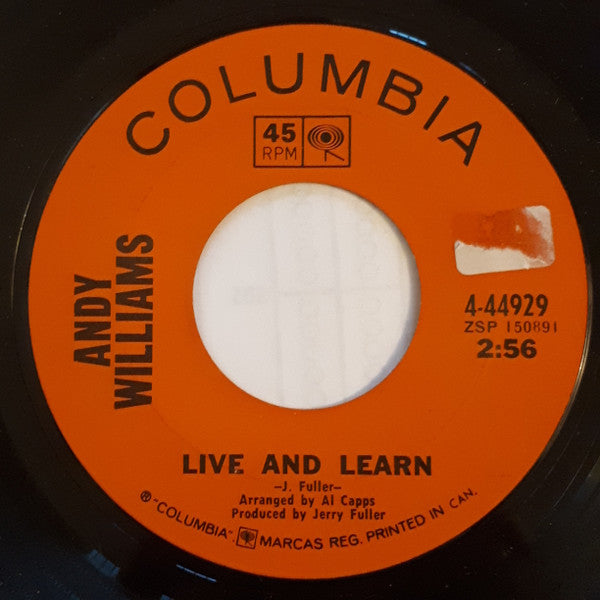 COLUMBIA
45
RPM
ANDY
WILLIAMS
4-44929
ZSP 150891
2:56
LIVE AND LEARN
-J. Fuller-
Arranged by Al Capps
Produced by Jerry Fuller
® "COLUMBIA", MARCAS REG. PRINTED IN CAN.